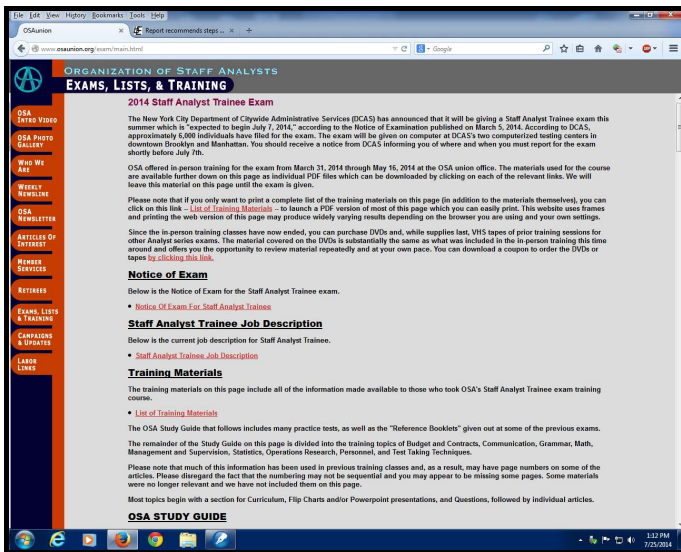 File Edit View History Bookmarks Tools Help
OSAunion
Report recommends steps ...
www.osaunion.org/exam/main.html
Google
ORGANIZATION OF STAFF ANALYSTS
EXAMS, LISTS, & TRAINING
OSA
INTRO VIDEO
OSA PHOTO
GALLERY
WHO WE
ARE
WEEKLY
NEWSLINE
OSA
NEWSLETTER
ARTICLES OF
INTEREST
MEMBER
SERVICES
RETIREES
EXAMS, LISTS
& TRAINING
CAMPAIGNS
& UPDATES
LABOR
LINKS
2014 Staff Analyst Trainee Exam
The New York City Department of Citywide Administrative Services (DCAS) has announced that it will be giving a Staff Analyst Trainee exam this
summer which is "expected to begin July 7, 2014," according to the Notice of Examination published on March 5, 2014. According to DCAS,
approximately 6,000 individuals have filed for the exam. The exam will be given on computer at DCAS's two computerized testing centers in
downtown Brooklyn and Manhattan. You should receive a notice from DCAS informing you of where and when you must report for the exam
shortly before July 7th.
OSA offered in-person training for the exam from March 31, 2014 through May 16, 2014 at the OSA union office. The materials used for the course
are available further down on this page as individual PDF files which can be downloaded by clicking on each of the relevant links. We will
leave this material on this page until the exam is given.
Please note that if you only want to print a complete list of the training materials on this page (in addition to the materials themselves), you can
click on this link -- List of Training Materials -- to launch a PDF version of most of this page which you can easily print. This website uses frames
and printing the web version of this page may produce widely varying results depending on the browser you are using and your own settings.
Since the in-person training classes have now ended, you can purchase DVDs and, while supplies last, VHS tapes of prior training sessions for
other Analyst series exams. The material covered on the DVDs is substantially the same as what was included in the in-person training this time
around and offers you the opportunity to review material repeatedly and at your own pace. You can download a coupon to order the DVDs or
tapes by clicking this link.
Notice of Exam
Below is the Notice of Exam for the Staff Analyst Trainee exam.
• Notice Of Exam For Staff Analyst Trainee
Staff Analyst Trainee Job Description
Below is the current job description for Staff Analyst Trainee.
• Staff Analyst Trainee Job Description
Training Materials
The training materials on this page include all of the information made available to those who took OSA's Staff Analyst Trainee exam training
course.
• List of Training Materials
The OSA Study Guide that follows includes many practice tests, as well as the "Reference Booklets" given out at some of the previous exams.
The remainder of the Study Guide on this page is divided into the training topics of Budget and Contracts, Communication, Grammar, Math,
Management and Supervision, Statistics, Operations Research, Personnel, and Test Taking Techniques.
Please note that much of this information has been used in previous training classes and, as a result, may have page numbers on some of the
articles. Please disregard the fact that the numbering may not be sequential and you may appear to be missing some pages. Some materials
were no longer relevant and we have not included them on this page.
Most topics begin with a section for Curriculum, Flip Charts and/or Powerpoint presentations, and Questions, followed by individual articles.
OSA STUDY GUIDE
1:12 PM
7/25/2014